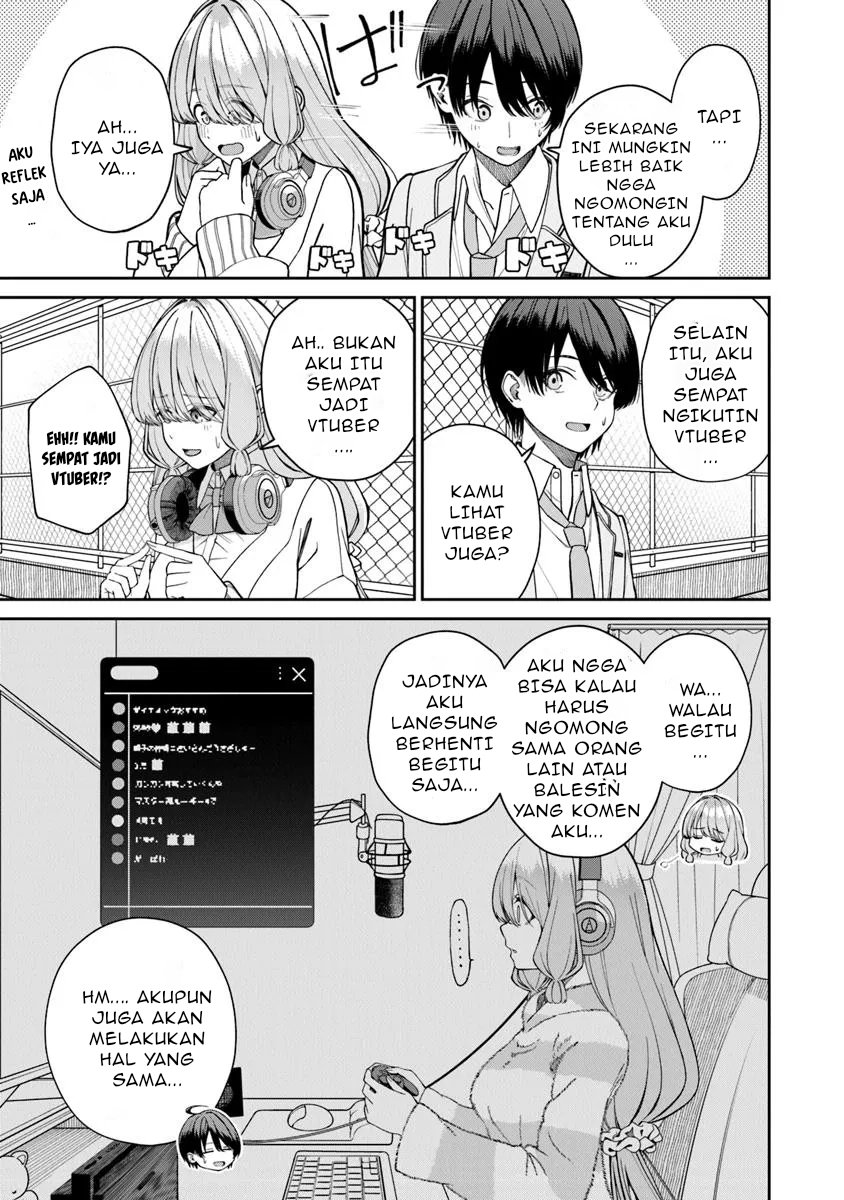 TAPI
...
SEKARANG
INI MUNGKIN
LEBIH BAIK
NGGA
NGOMONGIN
TENTANG AKU
DULU
...
ばっ
AH...
IYA JUGA
YA...
AKU
REFLEK
SAJA
...
ドキ
ドキ
ドキ
ドキ
SELAIN
ITU, AKU
JUGA
SEMPAT
NGIKUTIN
VTUBER
...
KAMU
LIHAT
VTUBER
JUGA?
AH.. BUKAN
AKU ITU
SEMPAT
JADI
VTUBER
....
EHH!! KAMU
SEMPAT JADI
VTUBER!?
WA...
WALAU
BEGITU
...
AKU NGGA
BISA KALAU
HARUS
NGOMONG
SAMA ORANG
LAIN ATAU
BALESIN
YANG KOMEN
AKU...
JADINYA
AKU
LANGSUNG
BERHENTI
BEGITU
SAJA...
......
HM.... AKUPUN
JUGA AKAN
MELAKUKAN
HAL YANG
SAMA...